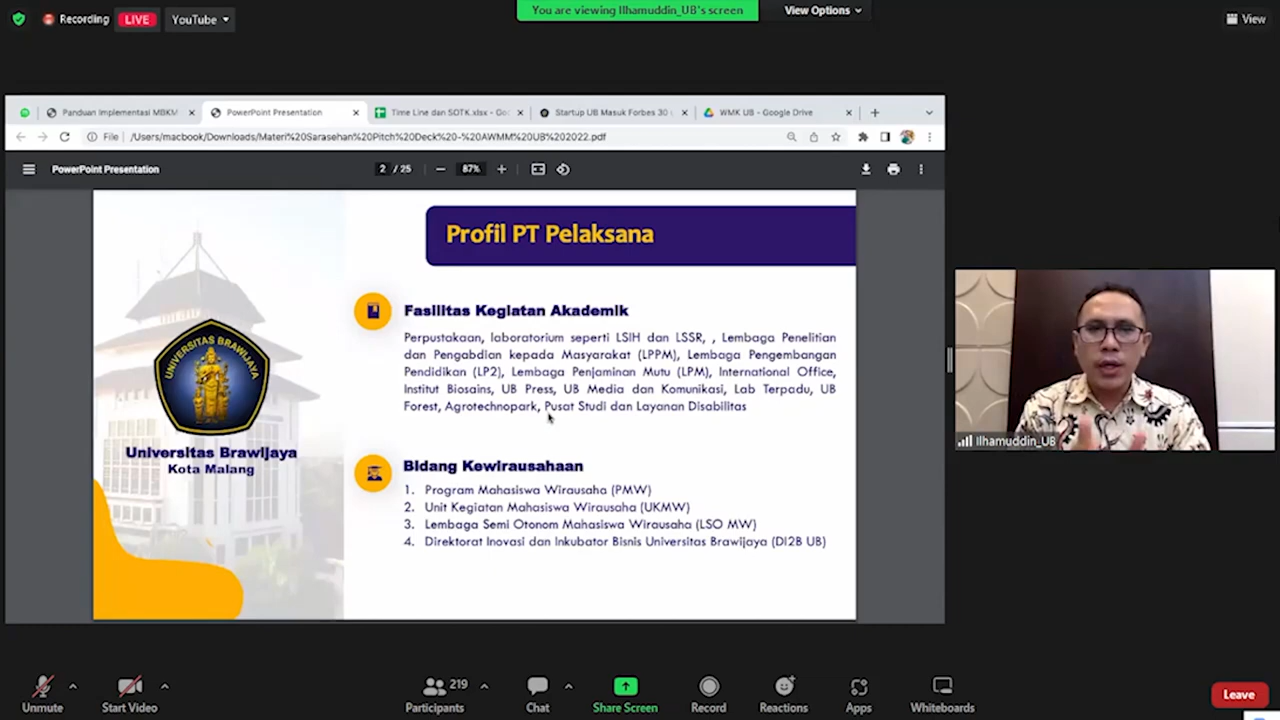 Recording
LIVE
YouTube
You are viewing Ilhamuddin_UB's screen
View Options
View
Panduan Implementasi MBKM
PowerPoint Presentation
Time Line dan SOTK.xlsx - Goo
Startup UB Masuk Forbes 30
WMK UB - Google Drive
File
/Users/macbook/Downloads/Materi%20Sarasehan%20Pitch%20Deck%20-%20AWMM%20UB%202022.pdf
PowerPoint Presentation
2 / 25
87%
Profil PT Pelaksana
UNIVERSITAS BRAWIJAYA
Universitas Brawijaya
Kota Malang
Fasilitas Kegiatan Akademik
Perpustakaan, laboratorium seperti LSIH dan LSSR, , Lembaga Penelitian
dan Pengabdian kepada Masyarakat (LPPM), Lembaga Pengembangan
Pendidikan (LP2), Lembaga Penjaminan Mutu (LPM), International Office,
Institut Biosains, UB Press, UB Media dan Komunikasi, Lab Terpadu, UB
Forest, Agrotechnopark, Pusat Studi dan Layanan Disabilitas
Bidang Kewirausahaan
1. Program Mahasiswa Wirausaha (PMW)
2. Unit Kegiatan Mahasiswa Wirausaha (UKMW)
3. Lembaga Semi Otonom Mahasiswa Wirausaha (LSO MW)
4. Direktorat Inovasi dan Inkubator Bisnis Universitas Brawijaya (DI2B UB)
Ilhamuddin_UB
Unmute
Start Video
219
Participants
Chat
Share Screen
Record
Reactions
Apps
Whiteboards
Leave